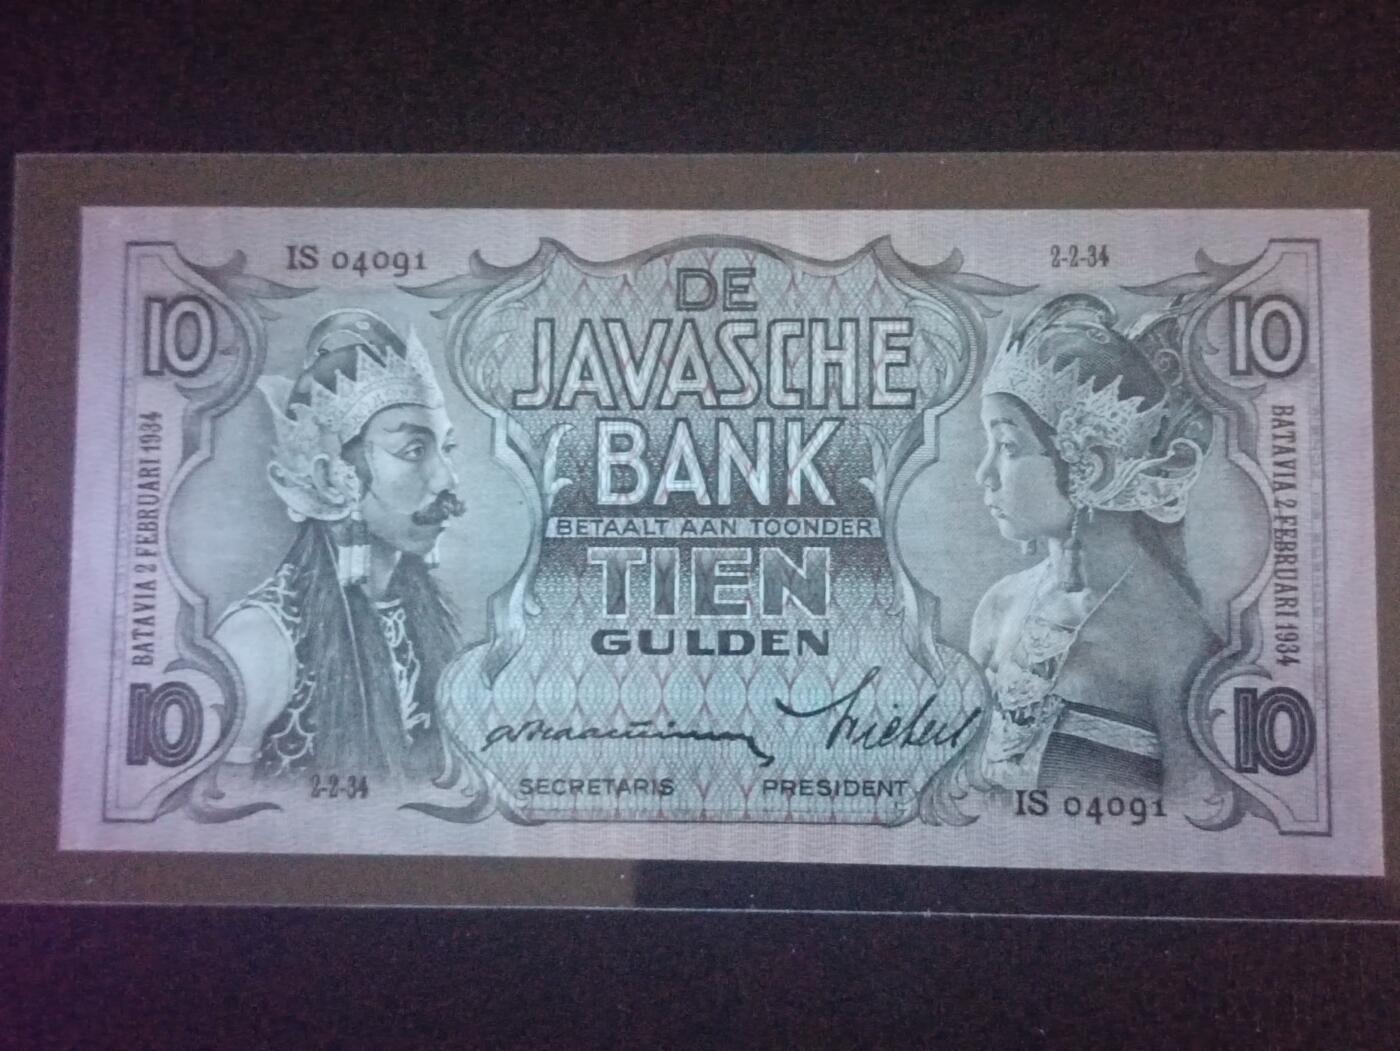 IS 04091
2-2-34
10
10
DE
JAVASCHE
BANK
BETAALT AAN TOONDER
TIEN
GULDEN
BATAVIA 2 FEBRUARI 1934
BATAVIA 2 FEBRUARI 1934
10
10
SECRETARIS
PRESIDENT
2-2-34
IS 04091